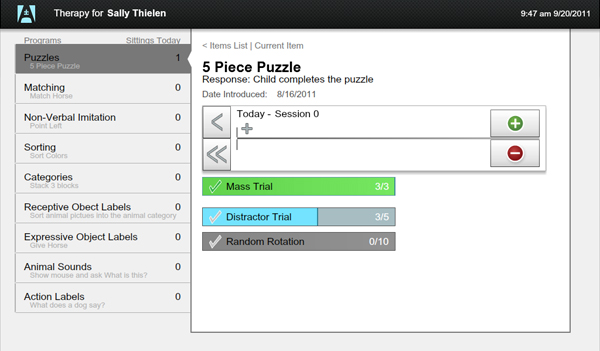 Therapy for Sally Thielen
9:47 am 9/20/2011
Programs Sittings Today
Puzzles 1
5 Piece Puzzle
Matching 0
Match Horse
Non-Verbal Imitation 0
Point Left
Sorting 0
Sort Colors
Categories 0
Stack 3 blocks
Receptive Obect Labels 0
Sort animal pictues into the animal category
Expressive Object Labels 0
Give Horse
Animal Sounds 0
Show mouse and ask What is this?
Action Labels 0
What does a dog say?
< Items List | Current Item
5 Piece Puzzle
Response: Child completes the puzzle
Date Introduced: 8/16/2011
Today - Session 0
Mass Trial 3/3
Distractor Trial 3/5
Random Rotation 0/10